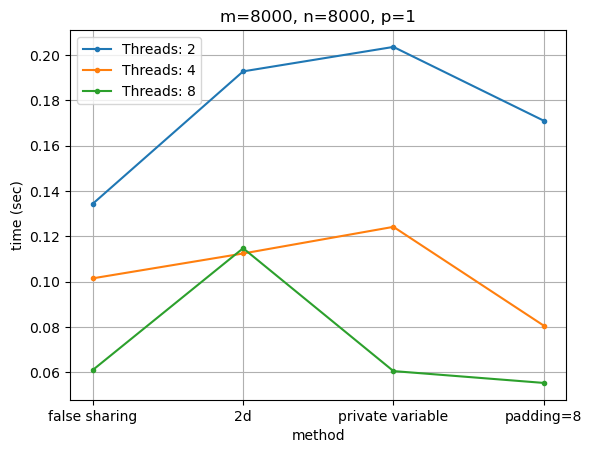 m=8000, n=8000, p=1
Threads: 2
Threads: 4
Threads: 8
0.20
0.18
0.16
0.14
0.12
0.10
0.08
0.06
time (sec)
false sharing 2d private variable padding=8
method